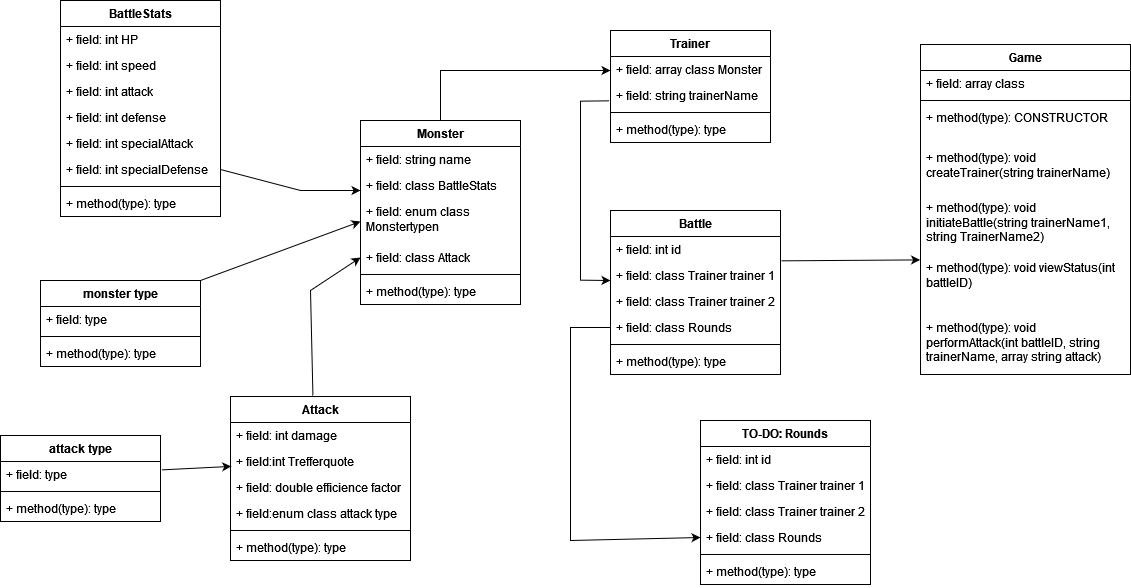 BattleStats
+ field: int HP
+ field: int speed
+ field: int attack
+ field: int defense
+ field: int specialAttack
+ field: int specialDefense
+ method(type): type
monster type
+ field: type
+ method(type): type
attack type
+ field: type
+ method(type): type
Attack
+ field: int damage
+ field:int Trefferquote
+ field: double efficience factor
+ field:enum class attack type
+ method(type): type
Monster
+ field: string name
+ field: class BattleStats
+ field: enum class
Monstertypen
+ field: class Attack
+ method(type): type
Trainer
+ field: array class Monster
+ field: string trainerName
+ method(type): type
Battle
+ field: int id
+ field: class Trainer trainer 1
+ field: class Trainer trainer 2
+ field: class Rounds
+ method(type): type
TO-DO: Rounds
+ field: int id
+ field: class Trainer trainer 1
+ field: class Trainer trainer 2
+ field: class Rounds
+ method(type): type
Game
+ field: array class
+ method(type): CONSTRUCTOR
+ method(type): void
createTrainer(string trainerName)
+ method(type): void
initiateBattle(string trainerName1,
string TrainerName2)
+ method(type): void viewStatus(int
battleID)
+ method(type): void
performAttack(int battleID, string
trainerName, array string attack)